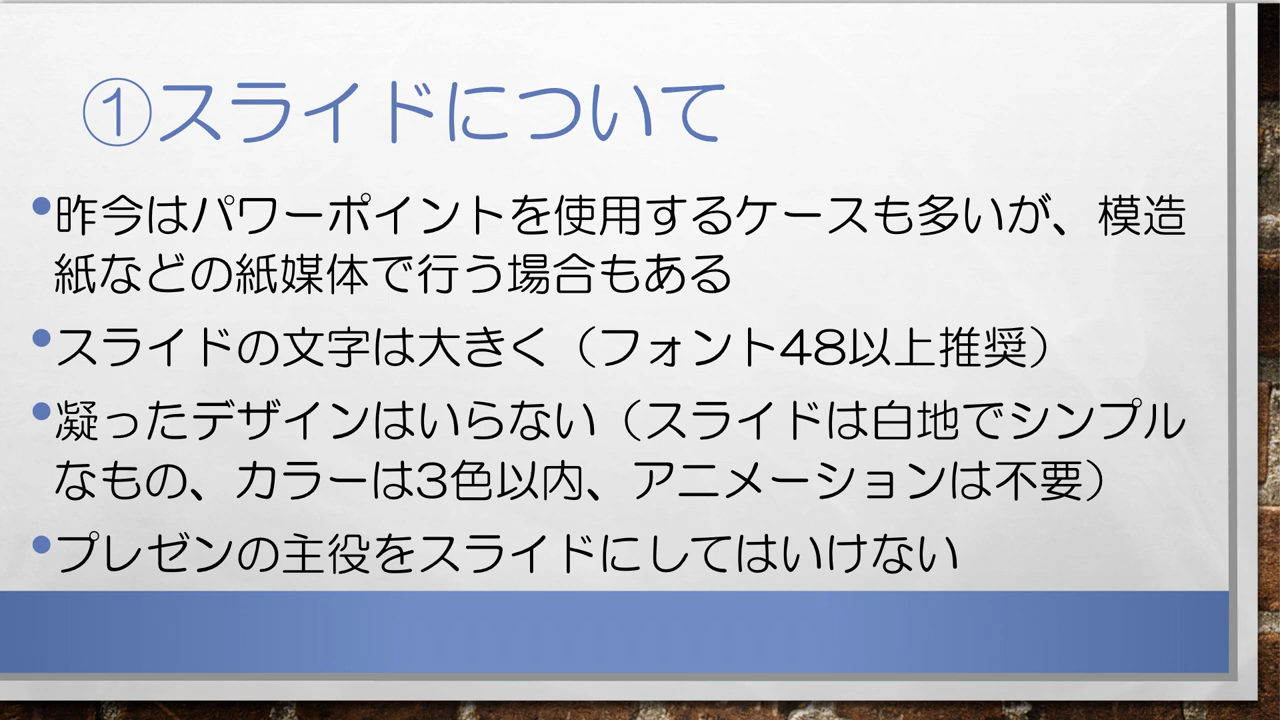 ①スライドについて
•昨今はパワーポイントを使用するケースも多いが、模造
紙などの紙媒体で行う場合もある
•スライドの文字は大きく（フォント48以上推奨）
•凝ったデザインはいらない（スライドは白地でシンプル
なもの、カラーは3色以内、アニメーションは不要）
•プレゼンの主役をスライドにしてはいけない